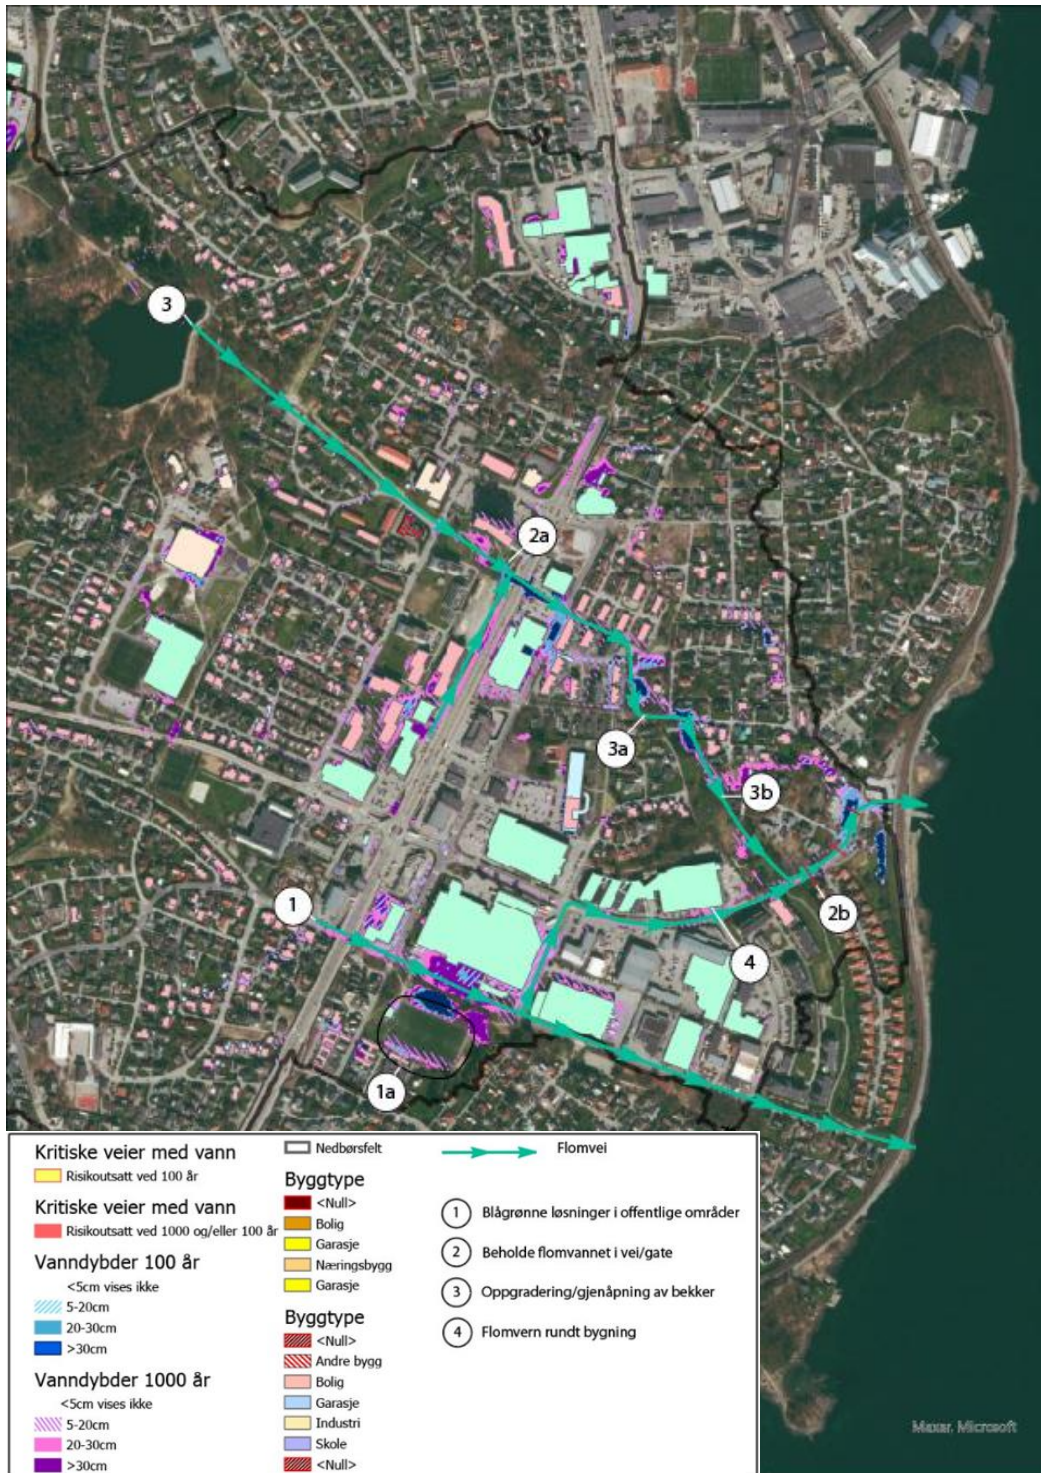 3
2a
3a
3b
1
2b
4
1a
Kritiske veier med vann
Risikoutsatt ved 100 år
Kritiske veier med vann
Risikoutsatt ved 1000 og/eller 100 år
Vanndybder 100 år
<5cm vises ikke
5-20cm
20-30cm
>30cm
Vanndybder 1000 år
<5cm vises ikke
5-20cm
20-30cm
>30cm
Nedbørsfelt
Byggtype
<Null>
Bolig
Garasje
Næringsbygg
Garasje
Byggtype
<Null>
Andre bygg
Bolig
Garasje
Industri
Skole
<Null>
Flomvei
1 Blågrønne løsninger i offentlige områder
2 Beholde flomvannet i vei/gate
3 Oppgradering/gjenåpning av bekker
4 Flomvern rundt bygning
Maxar, Microsoft